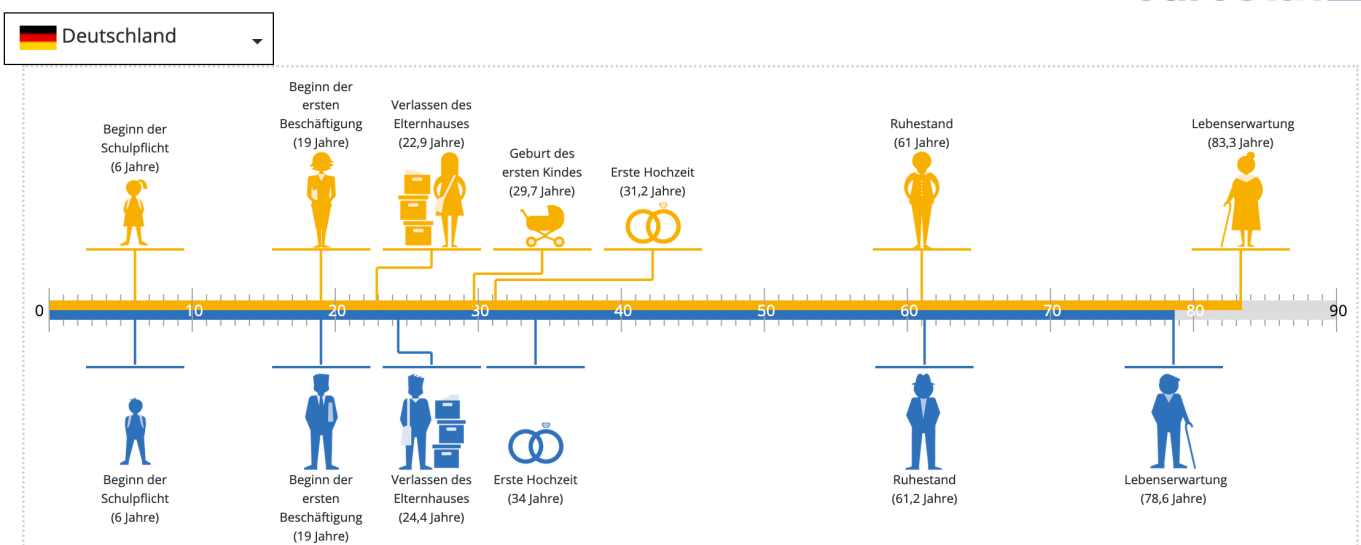 Deutschland
Beginn der
Schulpflicht
(6 Jahre)
Beginn der
ersten
Beschäftigung
(19 Jahre)
Verlassen des
Elternhauses
(22,9 Jahre)
Geburt des
ersten Kindes
(29,7 Jahre)
Erste Hochzeit
(31,2 Jahre)
Ruhestand
(61 Jahre)
Lebenserwartung
(83,3 Jahre)
0 10 20 30 40 50 60 70 80 90
Beginn der
Schulpflicht
(6 Jahre)
Beginn der
ersten
Beschäftigung
(19 Jahre)
Verlassen des
Elternhauses
(24,4 Jahre)
Erste Hochzeit
(34 Jahre)
Ruhestand
(61,2 Jahre)
Lebenserwartung
(78,6 Jahre)